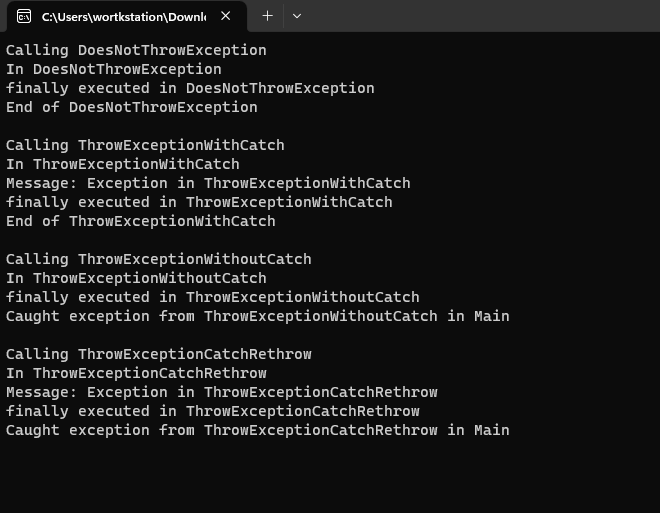 C:\Users\wortkstation\Downl
Calling DoesNotThrowException
In DoesNotThrowException
finally executed in DoesNotThrowException
End of DoesNotThrowException
Calling ThrowExceptionWithCatch
In ThrowExceptionWithCatch
Message: Exception in ThrowExceptionWithCatch
finally executed in ThrowExceptionWithCatch
End of ThrowExceptionWithCatch
Calling ThrowExceptionWithoutCatch
In ThrowExceptionWithoutCatch
finally executed in ThrowExceptionWithoutCatch
Caught exception from ThrowExceptionWithoutCatch in Main
Calling ThrowExceptionCatchRethrow
In ThrowExceptionCatchRethrow
Message: Exception in ThrowExceptionCatchRethrow
finally executed in ThrowExceptionCatchRethrow
Caught exception from ThrowExceptionCatchRethrow in Main